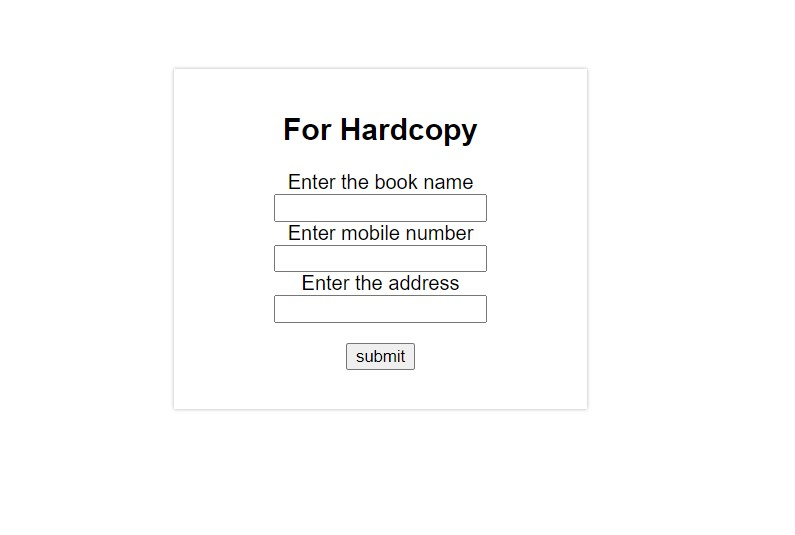 For Hardcopy
Enter the book name
Enter mobile number
Enter the address
submit